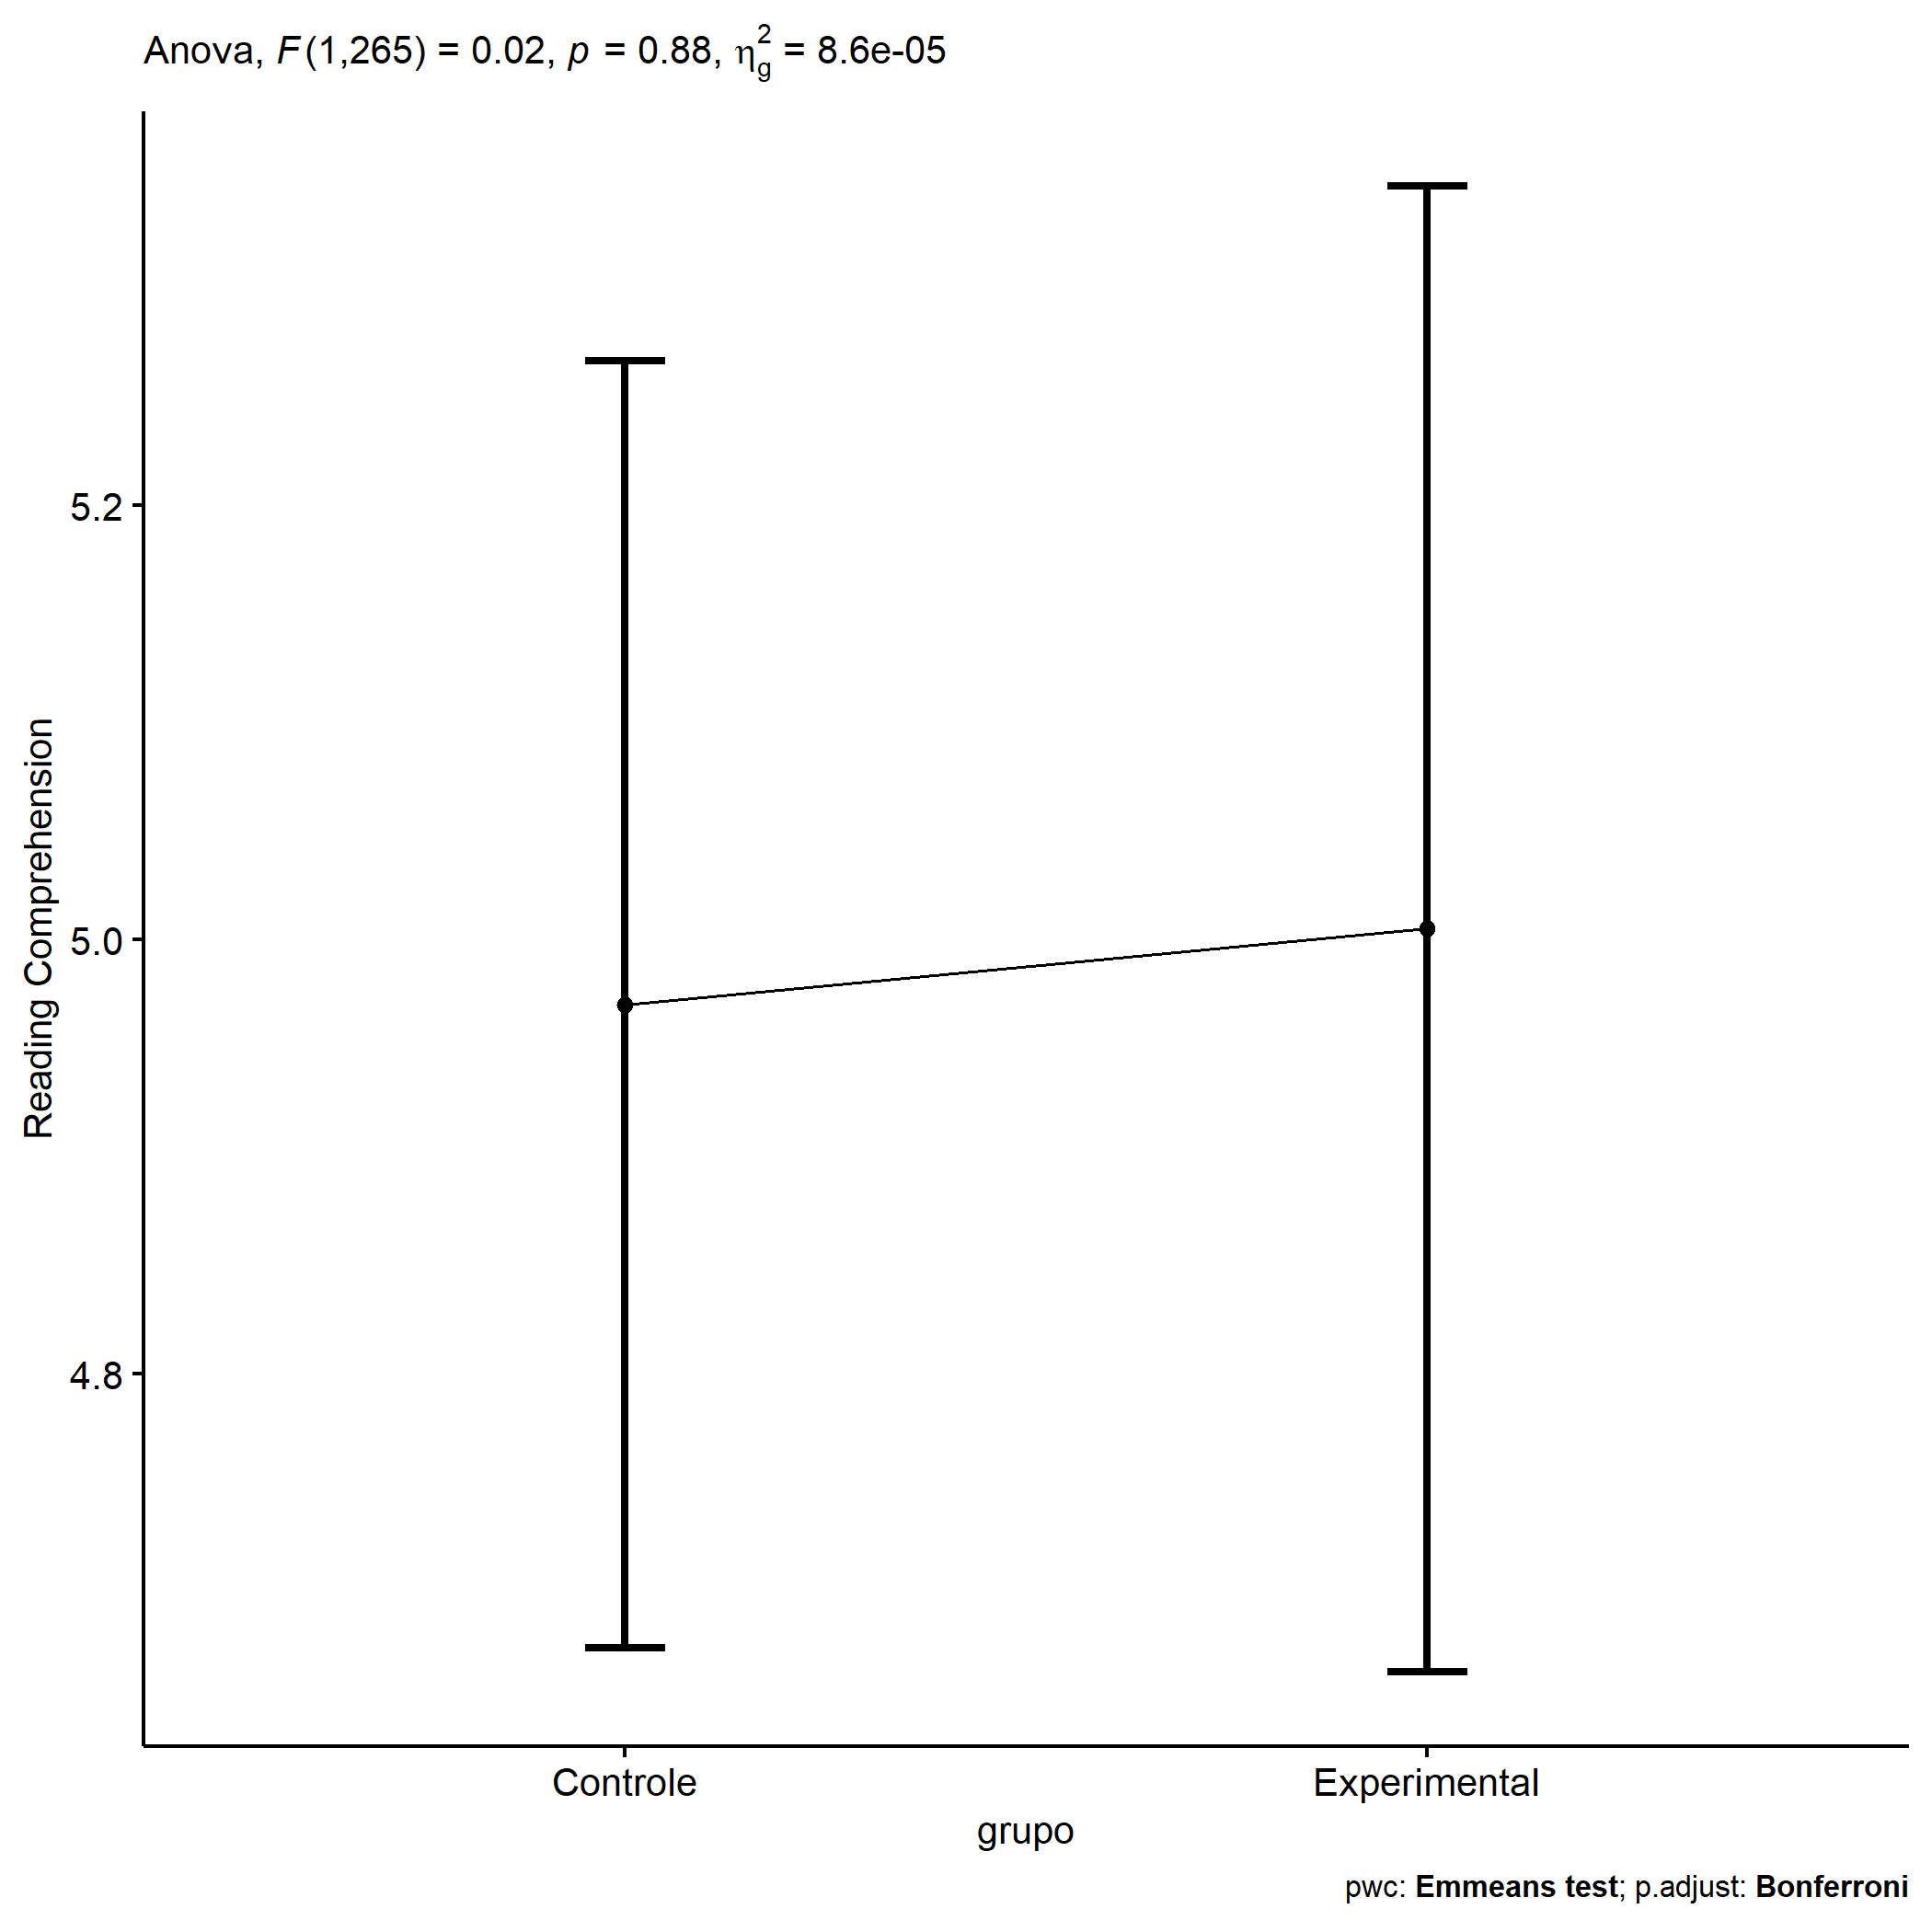 Anova, F(1,265) = 0.02, p = 0.88, η²g = 8.6e-05
Reading Comprehension
5.2
5.0
4.8
Controle Experimental
grupo
pwc: Emmeans test; p.adjust: Bonferroni